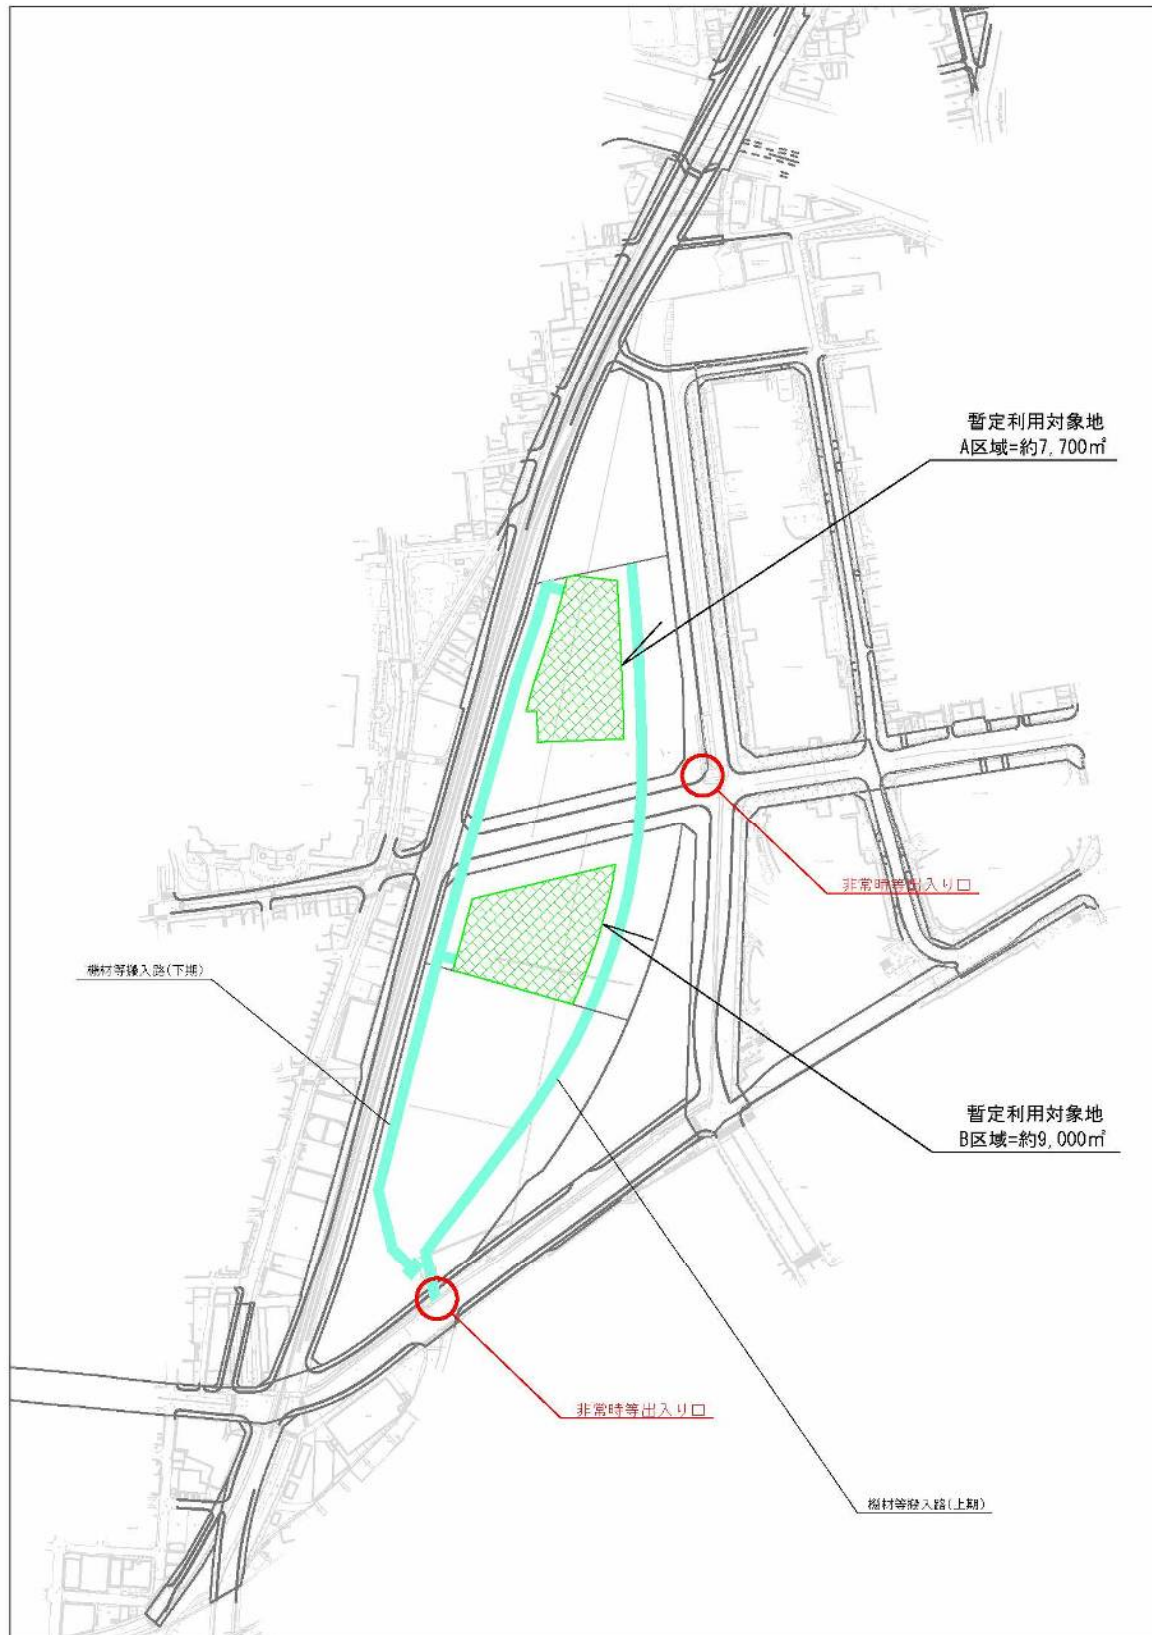 暫定利用対象地
A区域=約7,700㎡
非常時等出入り口
機材等搬入路(下期)
暫定利用対象地
B区域=約9,000㎡
非常時等出入り口
機材等搬入路(上期)